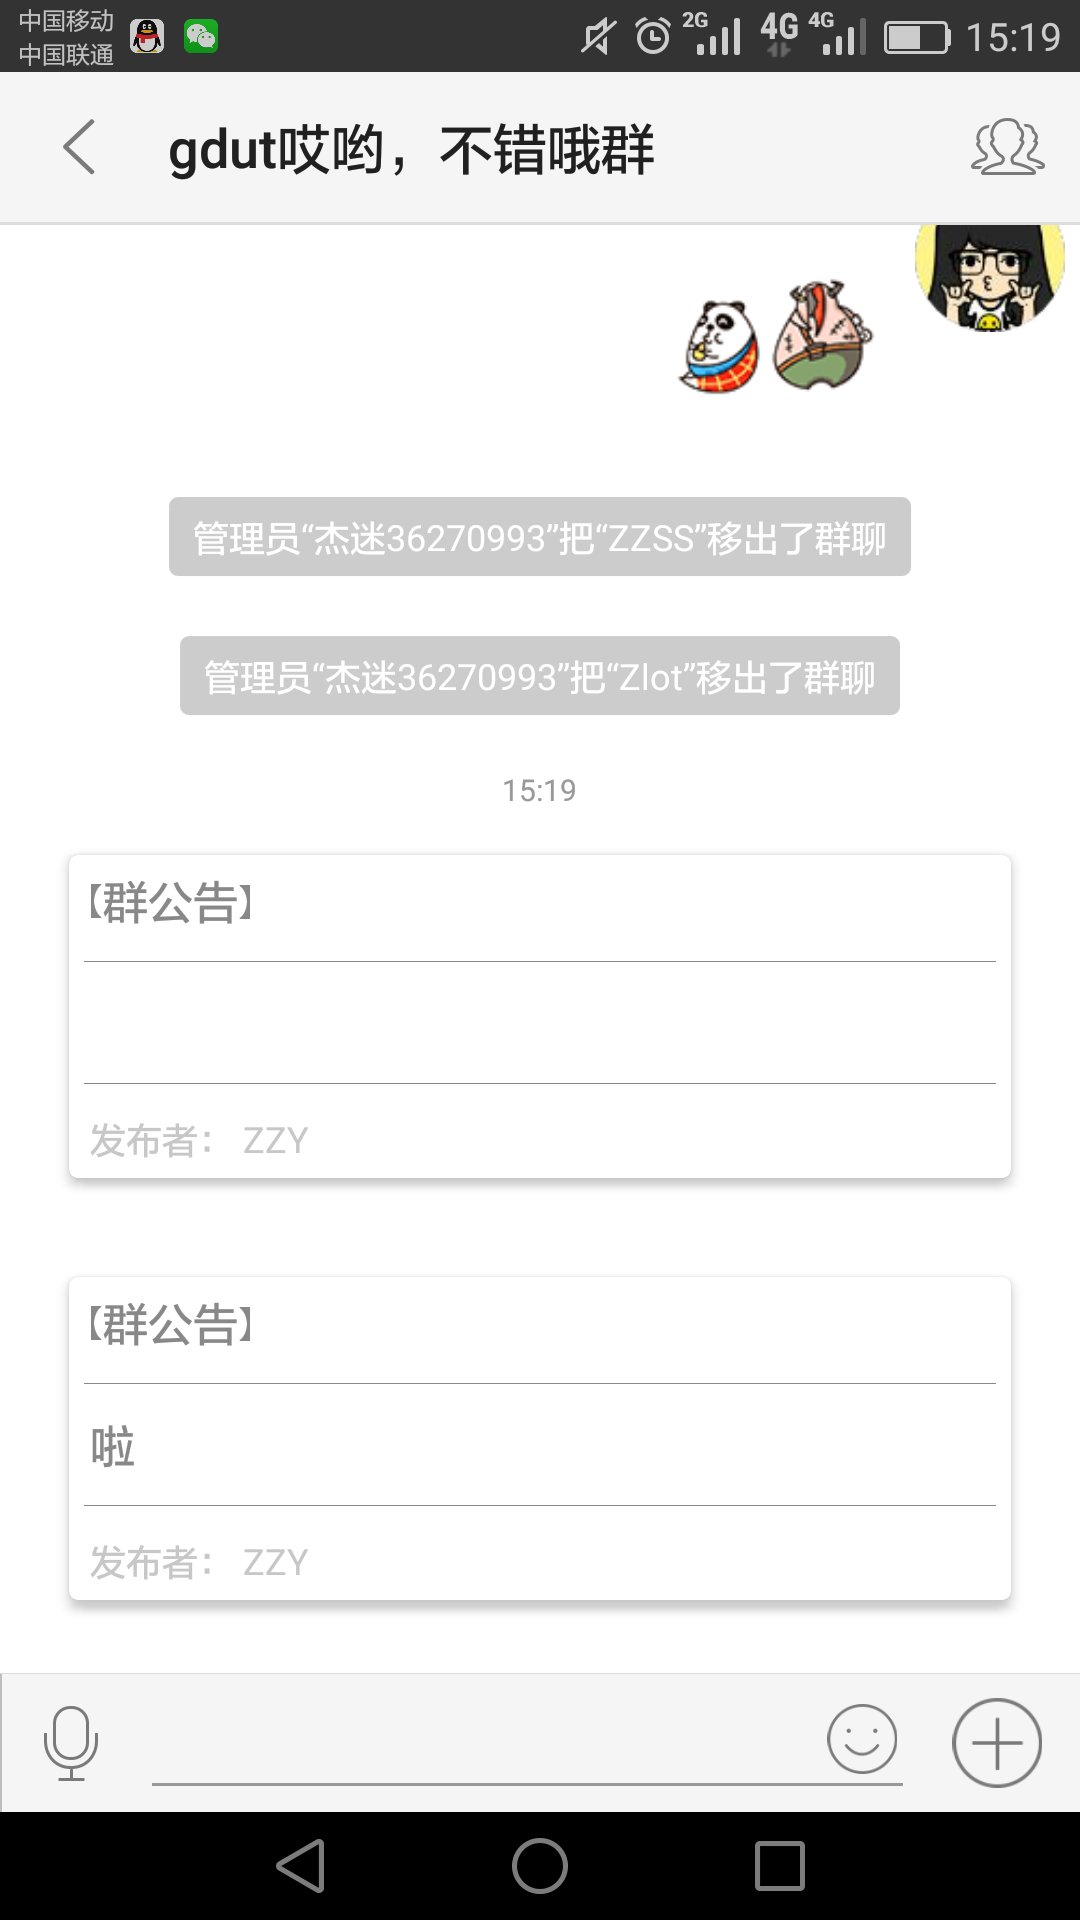 中国移动
中国联通
2G 4G 4G 15:19
gdut哎哟，不错哦群
管理员“杰迷36270993”把“ZZSS”移出了群聊
管理员“杰迷36270993”把“Zlot”移出了群聊
15:19
【群公告】
发布者： ZZY
【群公告】
啦
发布者： ZZY